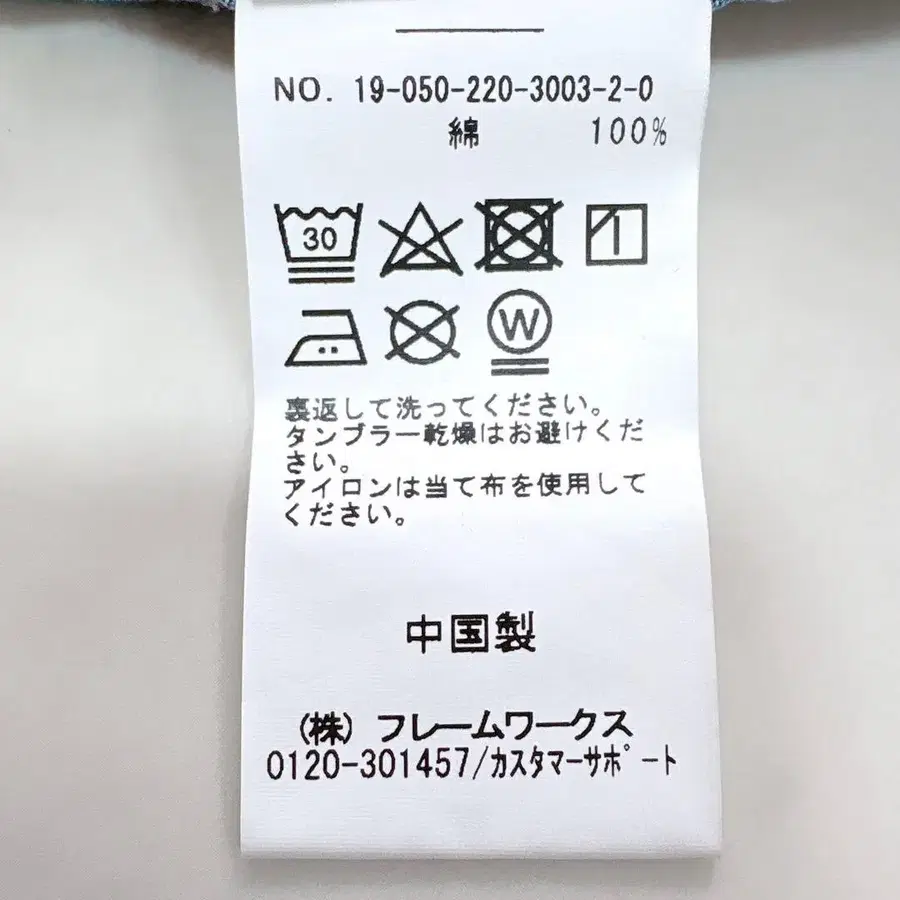 NO. 19-050-220-3003-2-0
綿 100%
30
W
裏返して洗ってください。
タンブラー乾燥はお避けくだ
さい。
アイロンは当て布を使用して
ください。
中国製
(株) フレームワークス
0120-301457/ｶｽﾀﾏｰｻﾎﾟｰﾄ